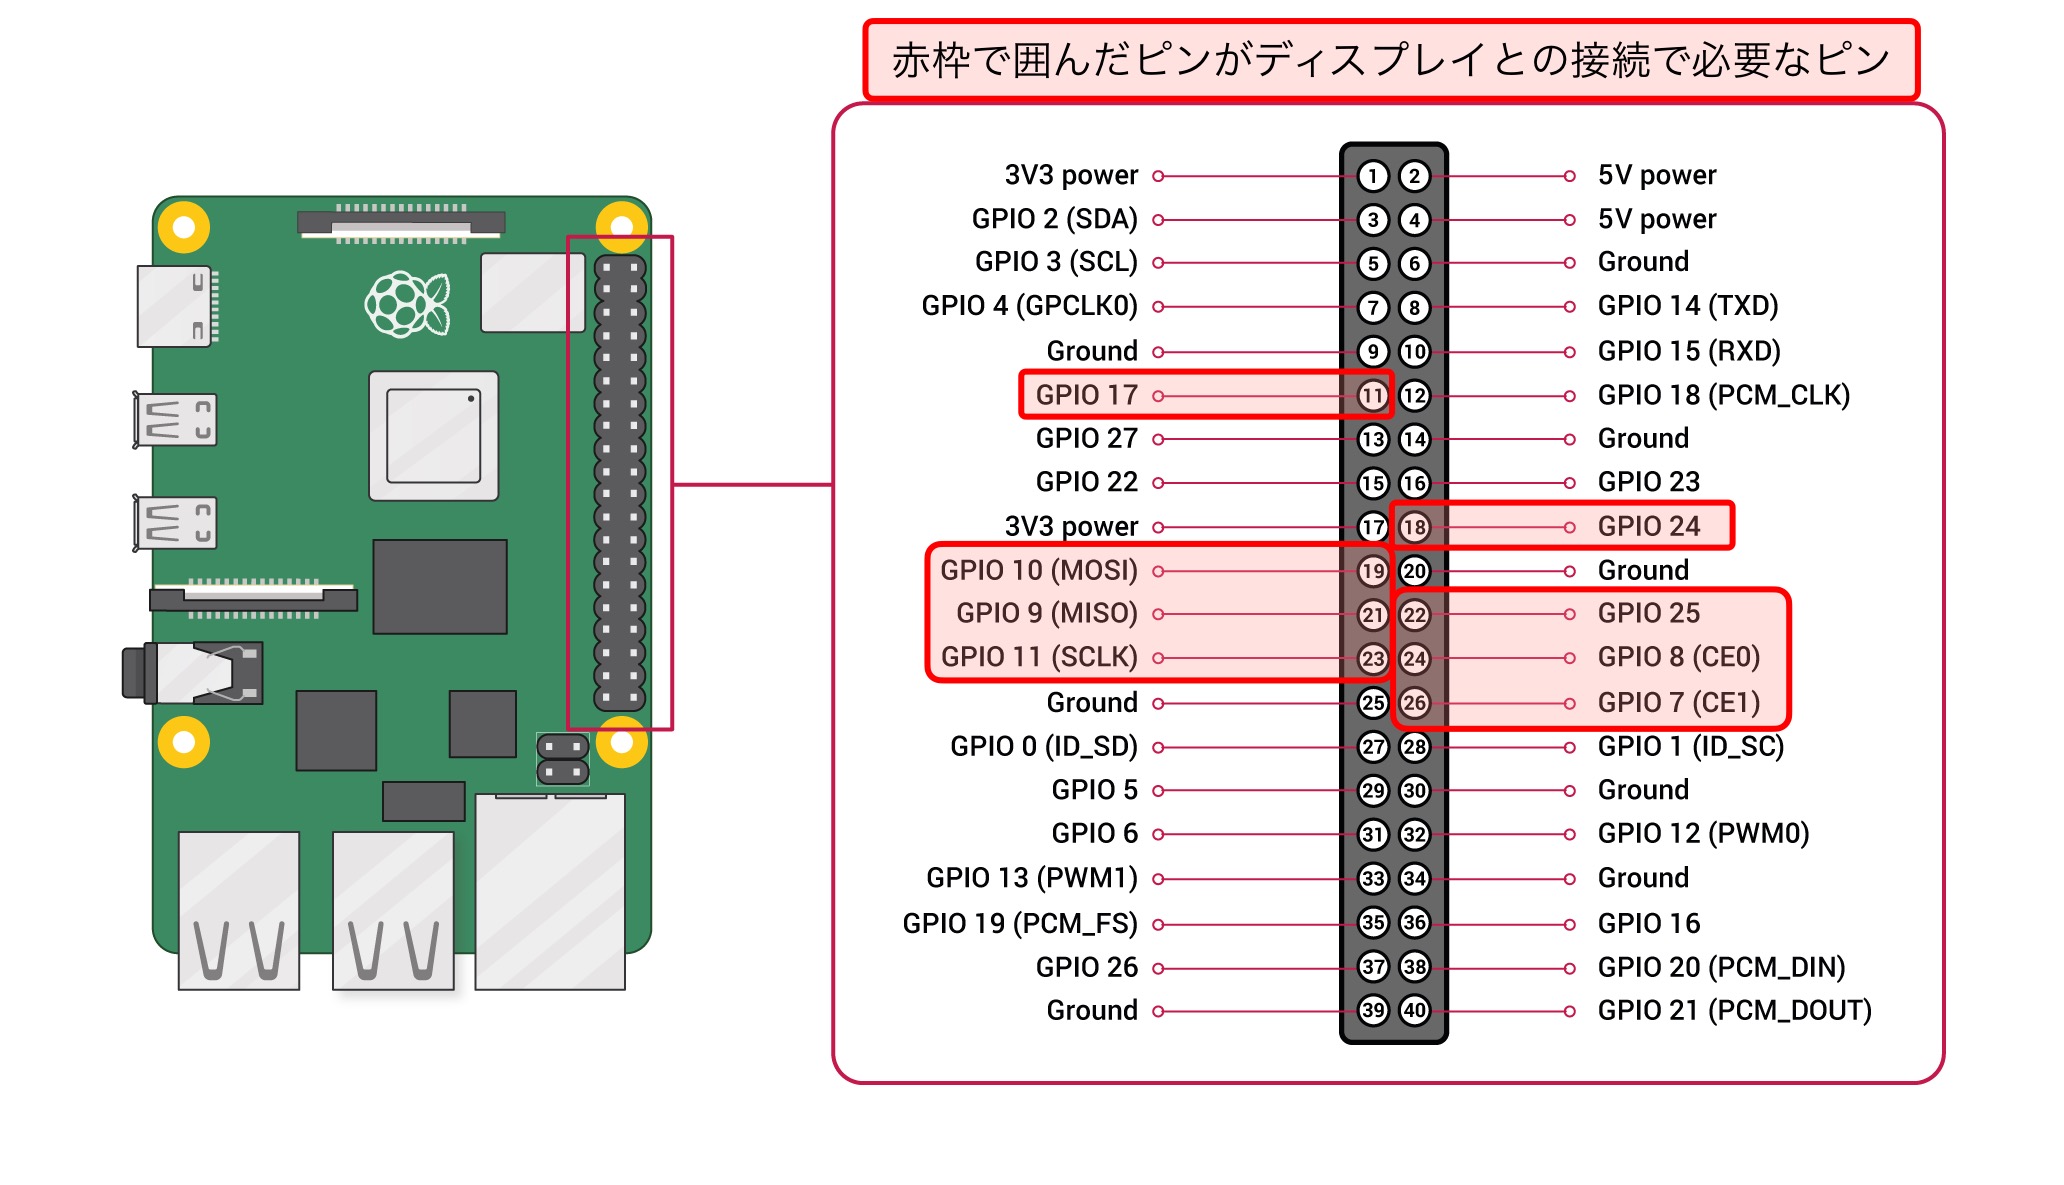 赤枠で囲んだピンがディスプレイとの接続で必要なピン
3V3 power 1 2 5V power
GPIO 2 (SDA) 3 4 5V power
GPIO 3 (SCL) 5 6 Ground
GPIO 4 (GPCLK0) 7 8 GPIO 14 (TXD)
Ground 9 10 GPIO 15 (RXD)
GPIO 17 11 12 GPIO 18 (PCM_CLK)
GPIO 27 13 14 Ground
GPIO 22 15 16 GPIO 23
3V3 power 17 18 GPIO 24
GPIO 10 (MOSI) 19 20 Ground
GPIO 9 (MISO) 21 22 GPIO 25
GPIO 11 (SCLK) 23 24 GPIO 8 (CE0)
Ground 25 26 GPIO 7 (CE1)
GPIO 0 (ID_SD) 27 28 GPIO 1 (ID_SC)
GPIO 5 29 30 Ground
GPIO 6 31 32 GPIO 12 (PWM0)
GPIO 13 (PWM1) 33 34 Ground
GPIO 19 (PCM_FS) 35 36 GPIO 16
GPIO 26 37 38 GPIO 20 (PCM_DIN)
Ground 39 40 GPIO 21 (PCM_DOUT)